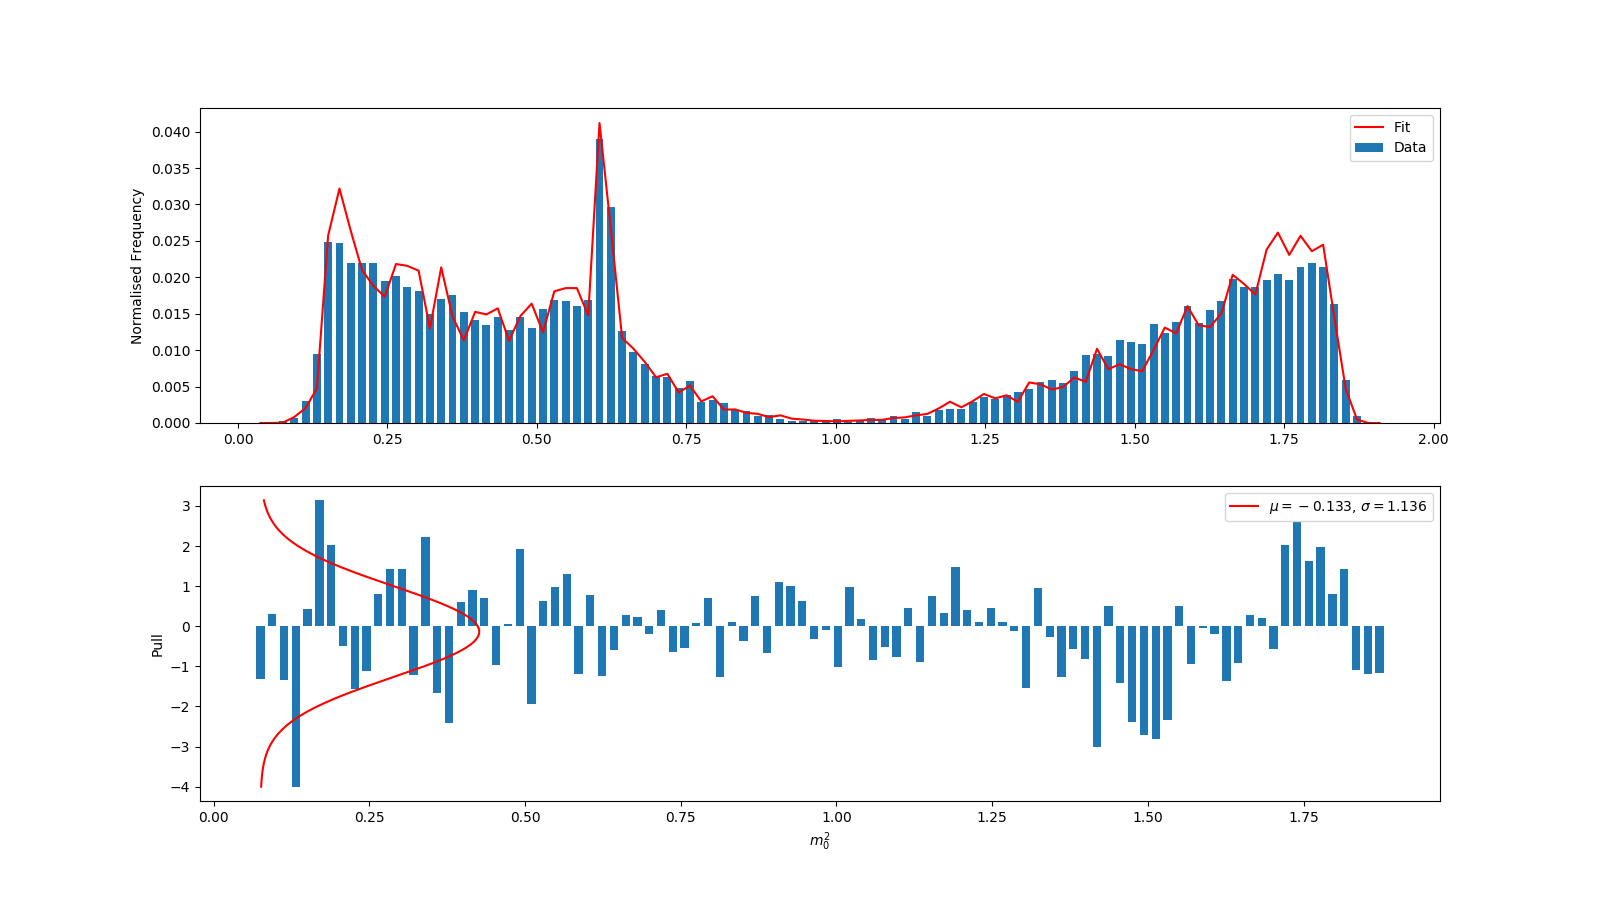 Fit
Data
Normalised Frequency
0.040
0.035
0.030
0.025
0.020
0.015
0.010
0.005
0.000
0.00 0.25 0.50 0.75 1.00 1.25 1.50 1.75 2.00
μ = −0.133, σ = 1.136
Pull
3
2
1
0
−1
−2
−3
−4
0.00 0.25 0.50 0.75 1.00 1.25 1.50 1.75
m₀²